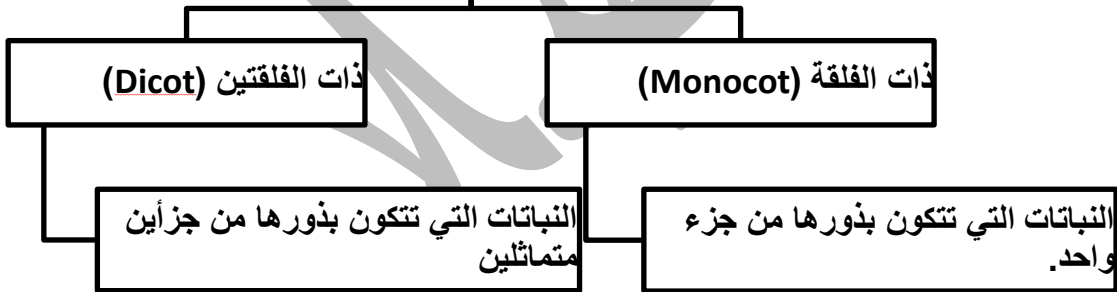 ذات الفلقة (Monocot)
ذات الفلقتين (Dicot)
النباتات التي تتكون بذورها من جزء
واحد.
النباتات التي تتكون بذورها من جزأين
متماثلين